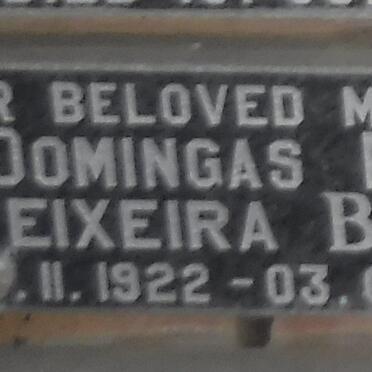 R BELOVED M
DOMINGAS
EIXEIRA B
.11.1922 - 03.